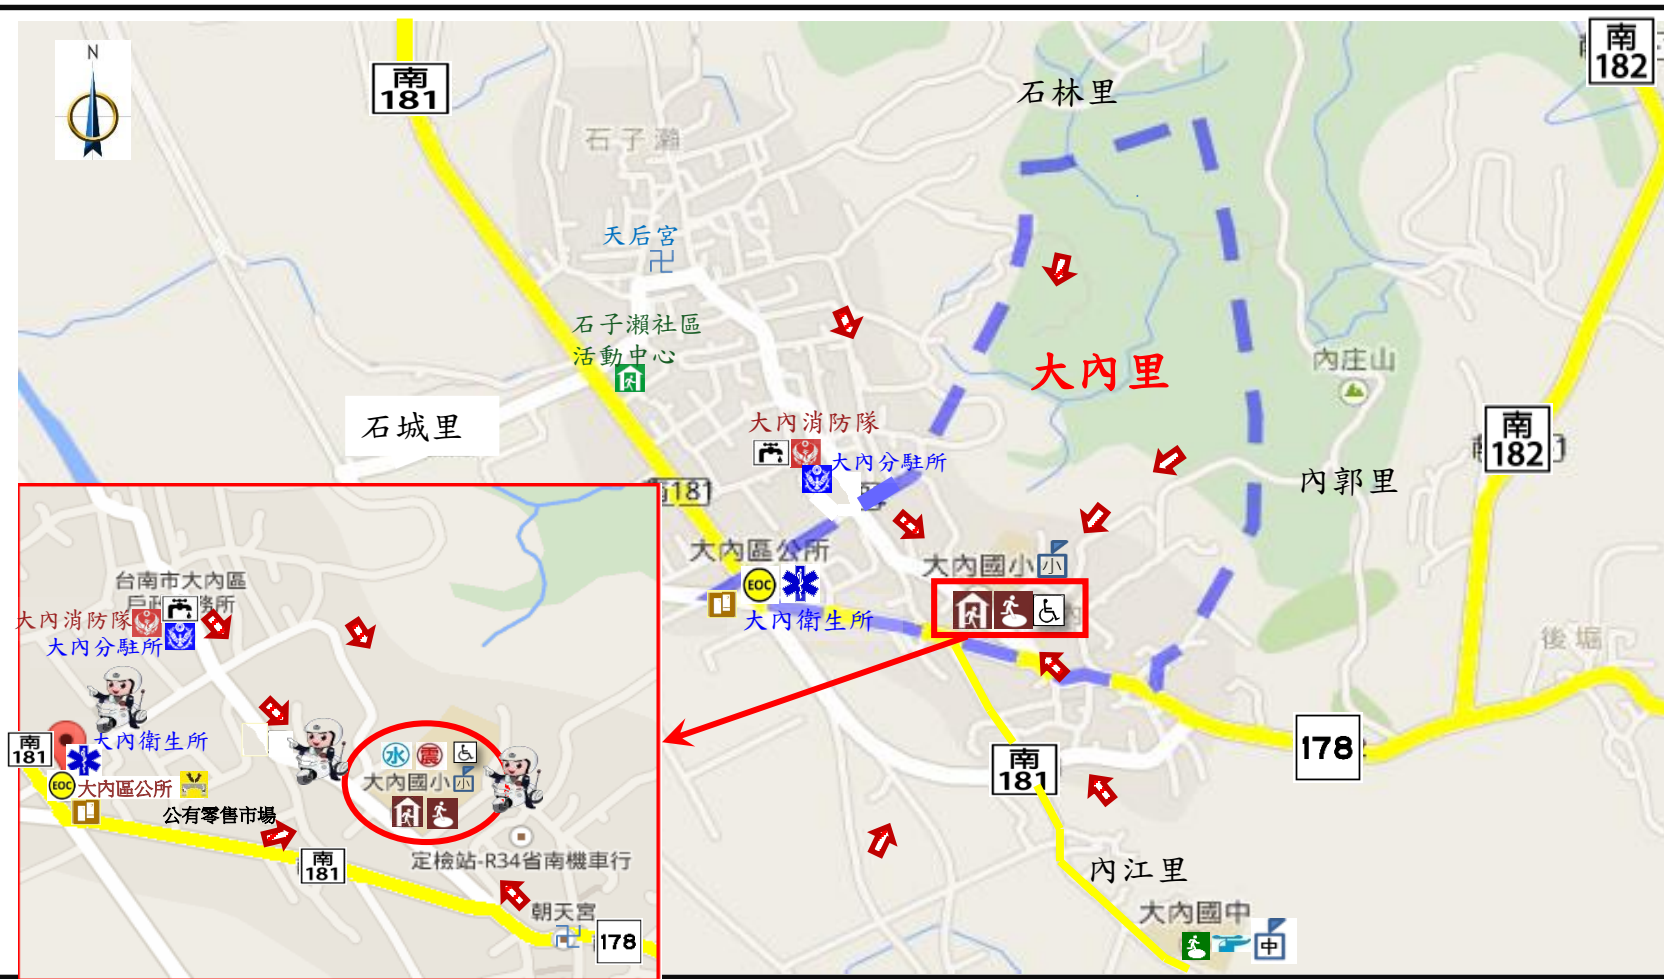 N
南
181
石林里
南
182
石子瀨
天后宮
石子瀨社區
活動中心
大內里
內庄山
石城里
大內消防隊
大內分駐所
南
182
內郭里
181
大內區公所
EOC
大內衛生所
大內國小
小
後堀
178
南
181
內江里
大內國中
中
台南市大內區
戶政事務所
大內消防隊
大內分駐所
南
181
大內衛生所
EOC
大內區公所
公有零售市場
水
震
大內國小
小
南
181
定檢站-R34省南機車行
朝天宮
178